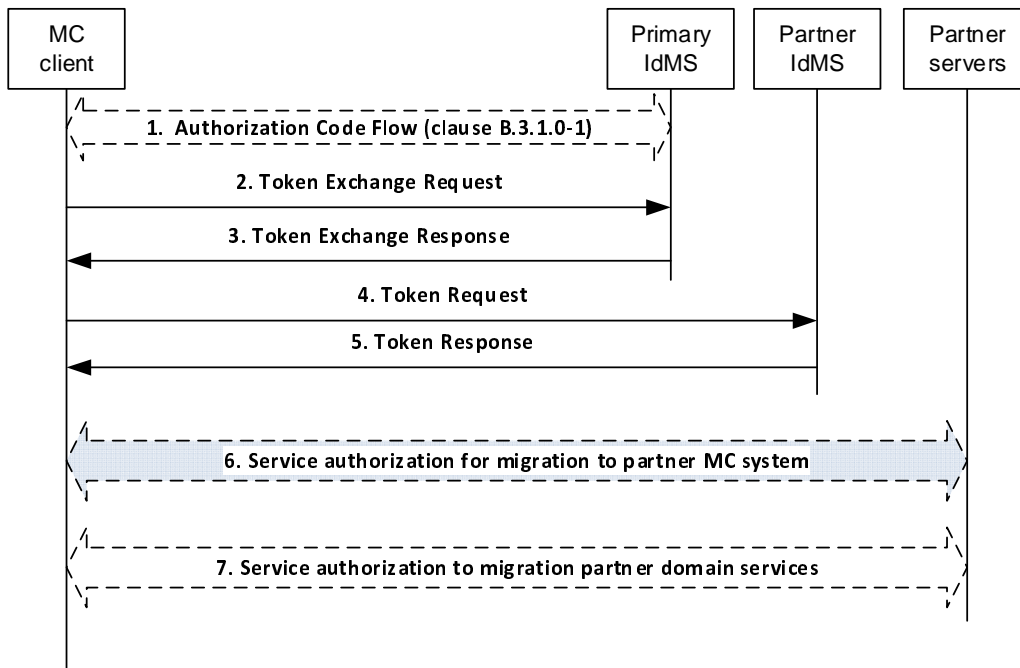 MC
client
Primary
IdMS
Partner
IdMS
Partner
servers
1. Authorization Code Flow (clause B.3.1.0-1)
2. Token Exchange Request
3. Token Exchange Response
4. Token Request
5. Token Response
6. Service authorization for migration to partner MC system
7. Service authorization to migration partner domain services